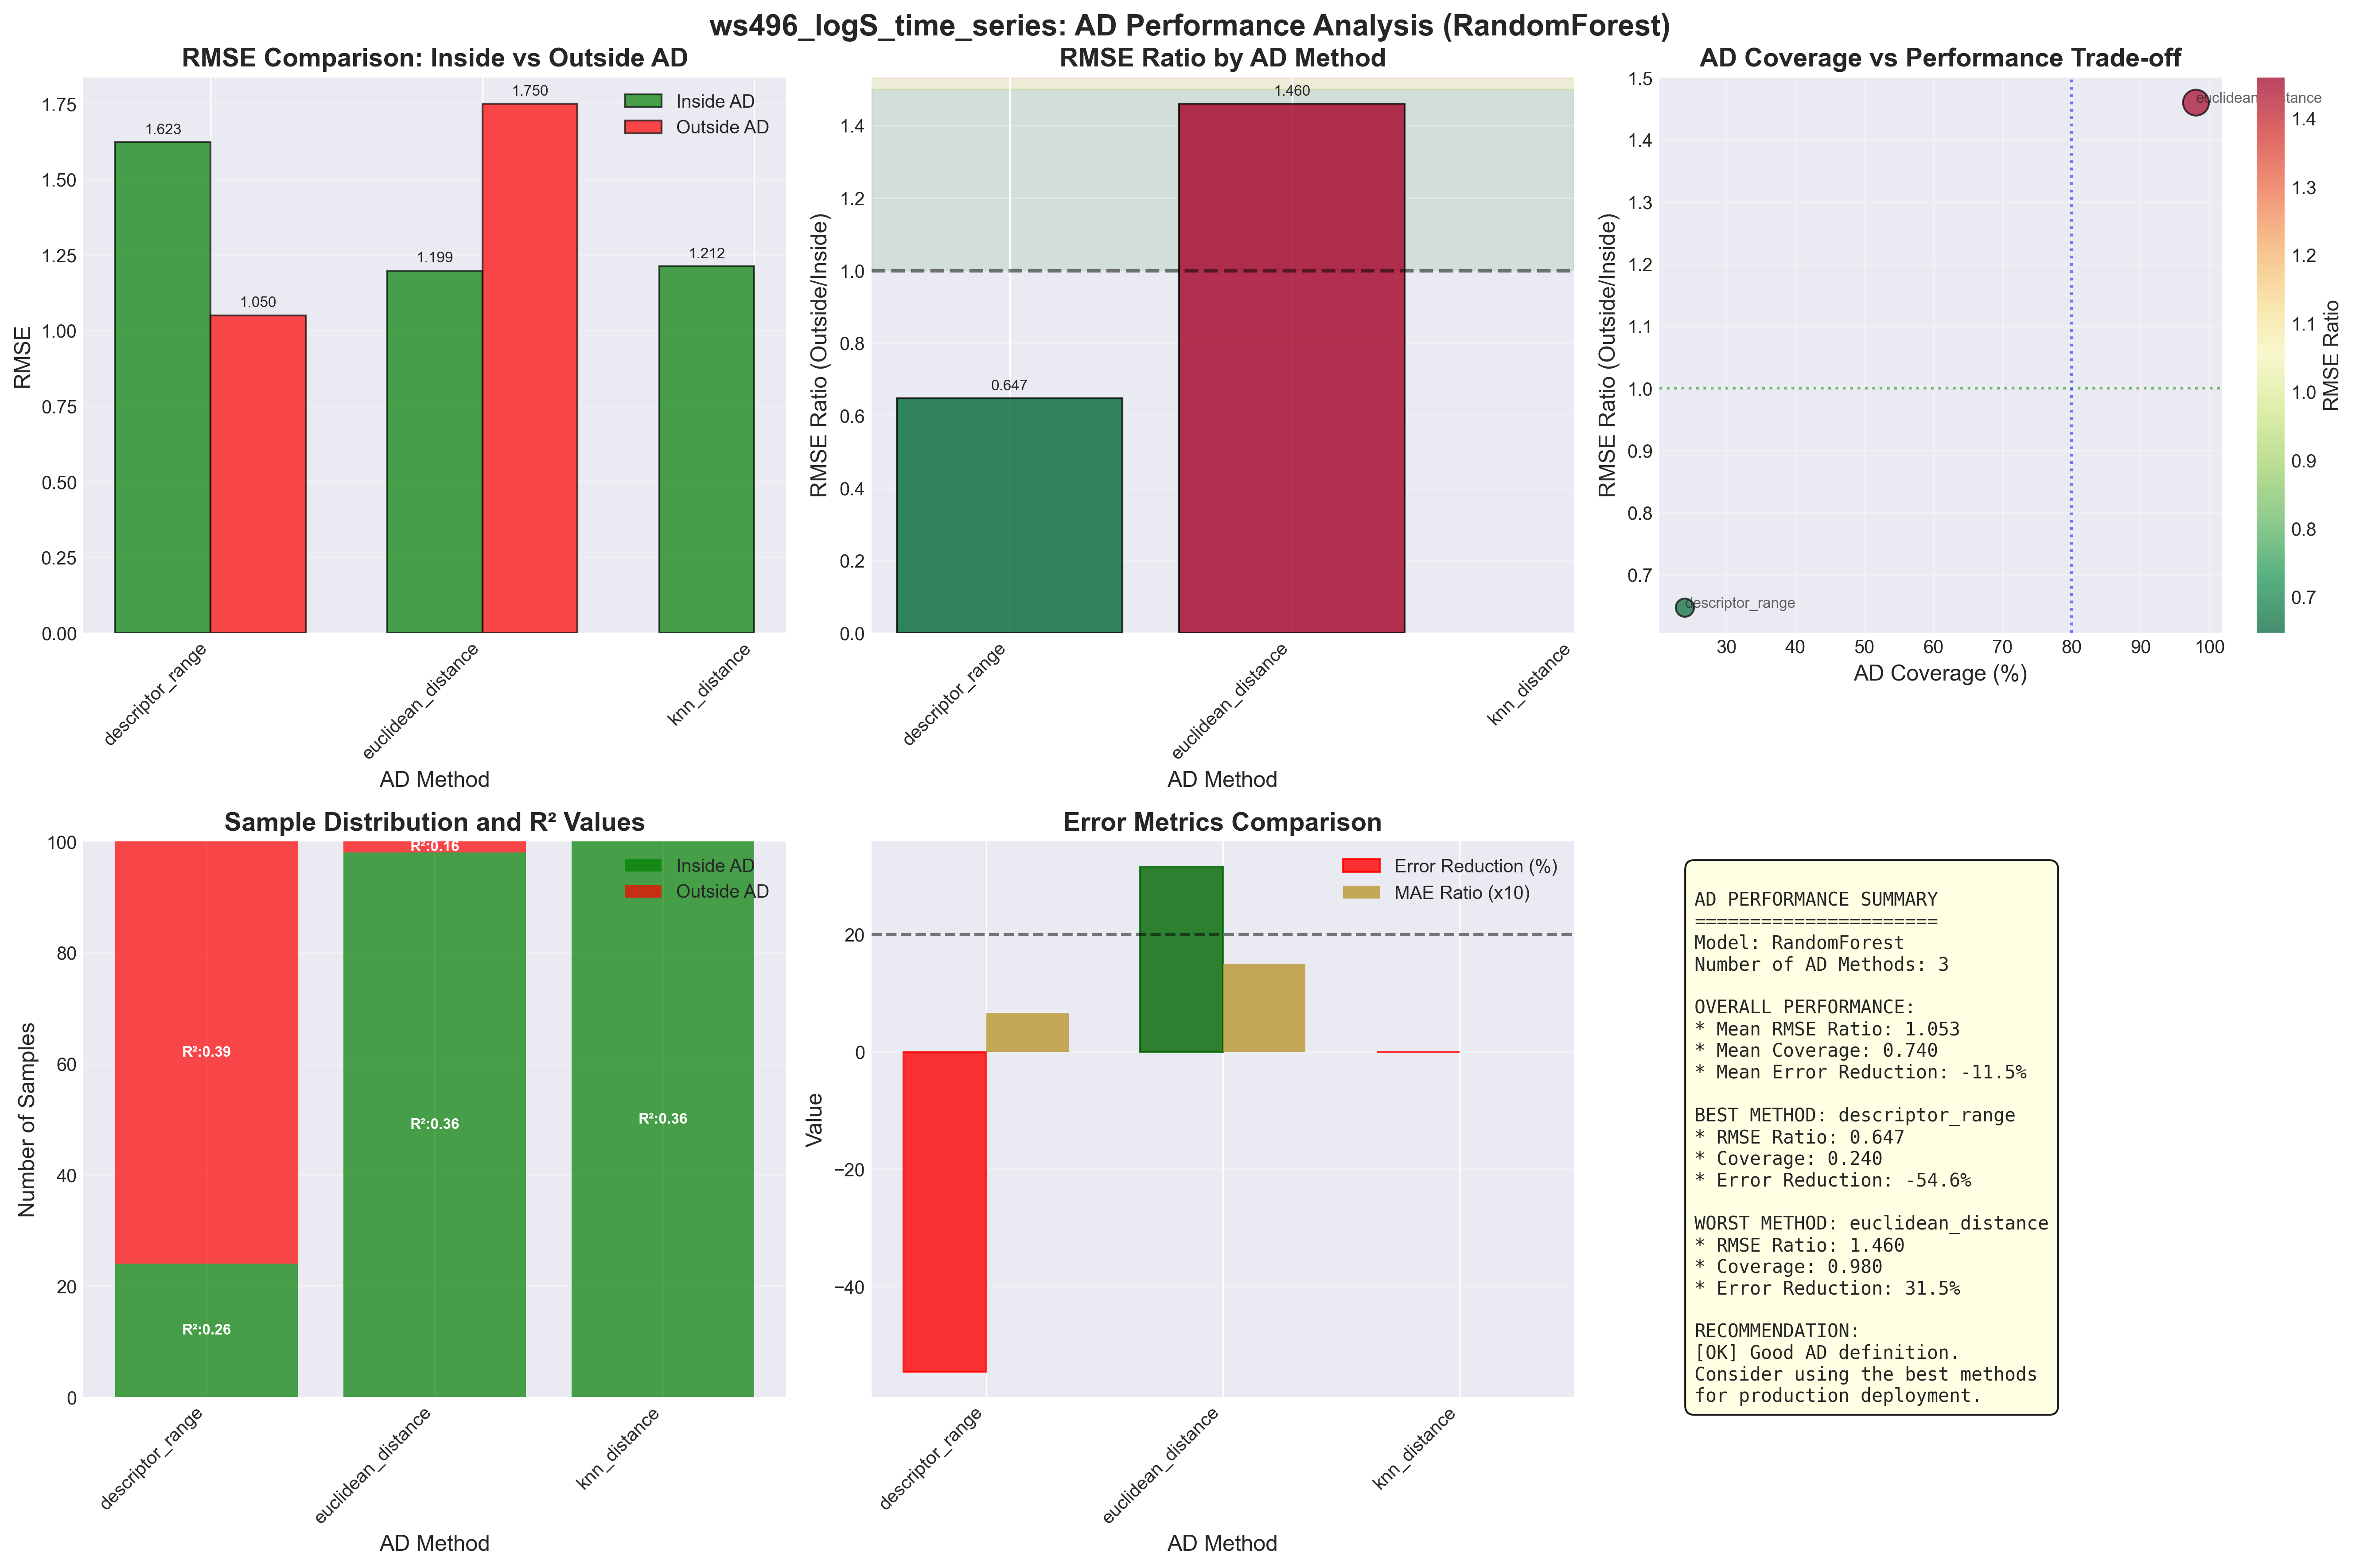 ws496_logS_time_series: AD Performance Analysis (RandomForest)
RMSE Comparison: Inside vs Outside AD
RMSE
1.75
1.50
1.25
1.00
0.75
0.50
0.25
0.00
1.623
1.050
1.199
1.750
1.212
Inside AD
Outside AD
descriptor_range
euclidean_distance
knn_distance
AD Method
RMSE Ratio by AD Method
RMSE Ratio (Outside/Inside)
1.4
1.2
1.0
0.8
0.6
0.4
0.2
0.0
0.647
1.460
descriptor_range
euclidean_distance
knn_distance
AD Method
AD Coverage vs Performance Trade-off
RMSE Ratio (Outside/Inside)
1.5
1.4
1.3
1.2
1.1
1.0
0.9
0.8
0.7
euclidean_distance
descriptor_range
30 40 50 60 70 80 90 100
AD Coverage (%)
1.4
1.3
1.2
1.1
1.0
0.9
0.8
0.7
RMSE Ratio
Sample Distribution and R² Values
Number of Samples
100
80
60
40
20
0
R²:0.39
R²:0.26
R²:0.16
R²:0.36
R²:0.36
Inside AD
Outside AD
descriptor_range
euclidean_distance
knn_distance
AD Method
Error Metrics Comparison
Value
20
0
−20
−40
Error Reduction (%)
MAE Ratio (x10)
descriptor_range
euclidean_distance
knn_distance
AD Method
AD PERFORMANCE SUMMARY
======================
Model: RandomForest
Number of AD Methods: 3
OVERALL PERFORMANCE:
* Mean RMSE Ratio: 1.053
* Mean Coverage: 0.740
* Mean Error Reduction: -11.5%
BEST METHOD: descriptor_range
* RMSE Ratio: 0.647
* Coverage: 0.240
* Error Reduction: -54.6%
WORST METHOD: euclidean_distance
* RMSE Ratio: 1.460
* Coverage: 0.980
* Error Reduction: 31.5%
RECOMMENDATION:
[OK] Good AD definition.
Consider using the best methods
for production deployment.